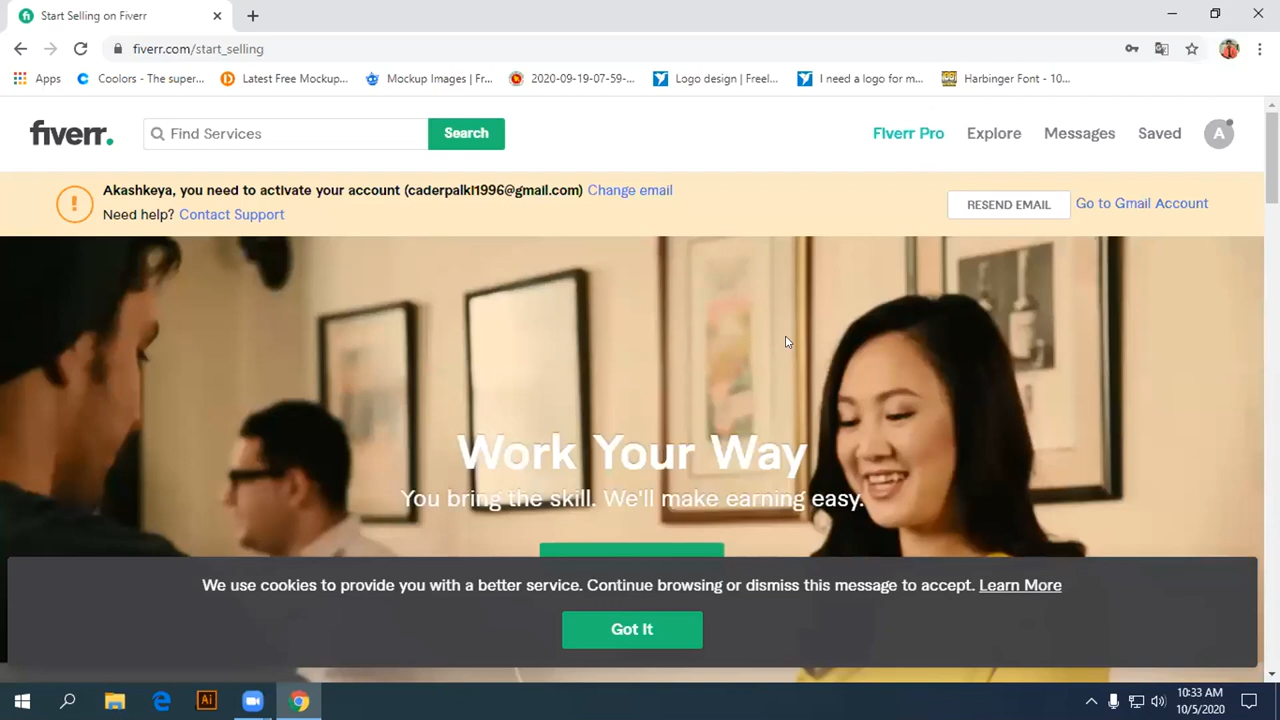 Start Selling on Fiverr
fiverr.com/start_selling
Apps
Coolors - The super...
Latest Free Mockup...
Mockup Images | Fr...
2020-09-19-07-59-...
Logo design | Freel...
I need a logo for m...
Harbinger Font - 10...
fiverr.
Find Services
Search
Fiverr Pro
Explore
Messages
Saved
A
Akashkeya, you need to activate your account (caderpalki1996@gmail.com) Change email
Need help? Contact Support
RESEND EMAIL
Go to Gmail Account
Work Your Way
You bring the skill. We'll make earning easy.
We use cookies to provide you with a better service. Continue browsing or dismiss this message to accept. Learn More
Got It
Ai
10:33 AM
10/5/2020